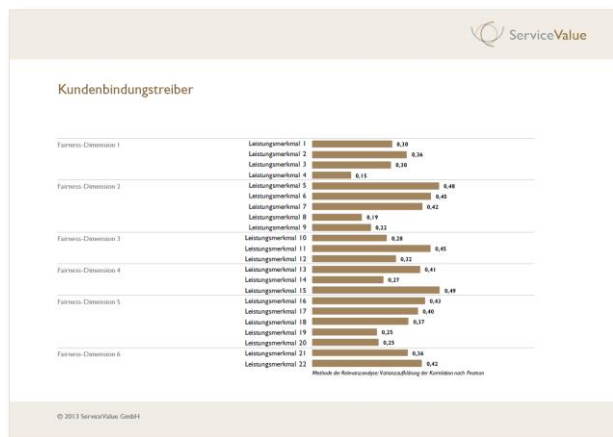 ServiceValue
Kundenbindungstreiber
Fairness-Dimension 1 Leistungsmerkmal 1 0,30
Leistungsmerkmal 2 0,36
Leistungsmerkmal 3 0,30
Leistungsmerkmal 4 0,15
Fairness-Dimension 2 Leistungsmerkmal 5 0,48
Leistungsmerkmal 6 0,45
Leistungsmerkmal 7 0,42
Leistungsmerkmal 8 0,19
Leistungsmerkmal 9 0,22
Fairness-Dimension 3 Leistungsmerkmal 10 0,28
Leistungsmerkmal 11 0,45
Leistungsmerkmal 12 0,32
Fairness-Dimension 4 Leistungsmerkmal 13 0,41
Leistungsmerkmal 14 0,27
Leistungsmerkmal 15 0,49
Fairness-Dimension 5 Leistungsmerkmal 16 0,43
Leistungsmerkmal 17 0,40
Leistungsmerkmal 18 0,37
Leistungsmerkmal 19 0,25
Leistungsmerkmal 20 0,25
Fairness-Dimension 6 Leistungsmerkmal 21 0,36
Leistungsmerkmal 22 0,42
Methode der Relevanzanalyse: Varianzaufklärung der Korrelation nach Pearson
© 2013 ServiceValue GmbH